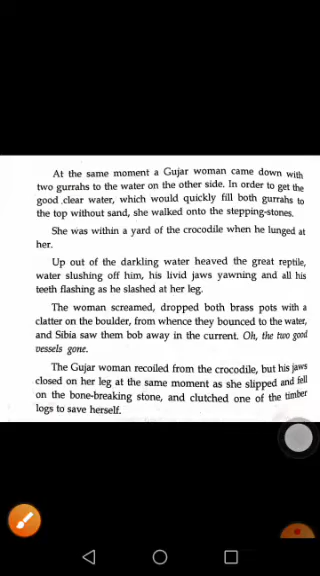 At the same moment a Gujar woman came down with
two gurrahs to the water on the other side. In order to get the
good clear water, which would quickly fill both gurrahs to
the top without sand, she walked onto the stepping-stones.
She was within a yard of the crocodile when he lunged at
her.
Up out of the darkling water heaved the great reptile,
water slushing off him, his livid jaws yawning and all his
teeth flashing as he slashed at her leg.
The woman screamed, dropped both brass pots with a
clatter on the boulder, from whence they bounced to the water,
and Sibia saw them bob away in the current. Oh, the two good
vessels gone.
The Gujar woman recoiled from the crocodile, but his jaws
closed on her leg at the same moment as she slipped and fell
on the bone-breaking stone, and clutched one of the timber
logs to save herself.